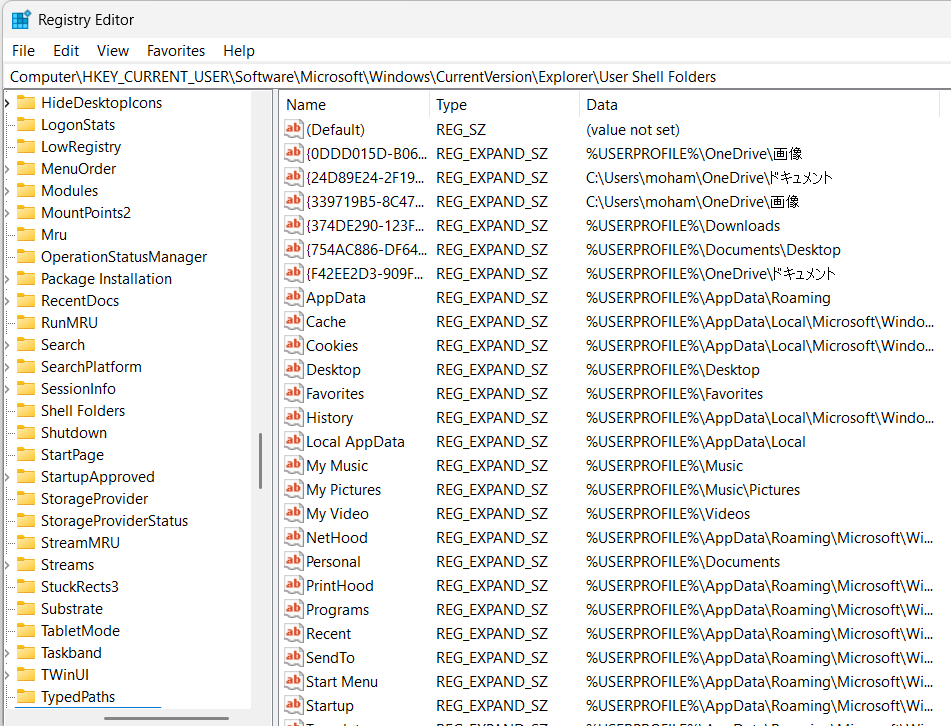 Registry Editor
File Edit View Favorites Help
Computer\HKEY_CURRENT_USER\Software\Microsoft\Windows\CurrentVersion\Explorer\User Shell Folders
HideDesktopIcons
LogonStats
LowRegistry
MenuOrder
Modules
MountPoints2
Mru
OperationStatusManager
Package Installation
RecentDocs
RunMRU
Search
SearchPlatform
SessionInfo
Shell Folders
Shutdown
StartPage
StartupApproved
StorageProvider
StorageProviderStatus
StreamMRU
Streams
StuckRects3
Substrate
TabletMode
Taskband
TWinUI
TypedPaths
Name Type Data
(Default) REG_SZ (value not set)
{0DDD015D-B06... REG_EXPAND_SZ %USERPROFILE%\OneDrive\画像
{24D89E24-2F19... REG_EXPAND_SZ C:\Users\moham\OneDrive\ドキュメント
{339719B5-8C47... REG_EXPAND_SZ C:\Users\moham\OneDrive\画像
{374DE290-123F... REG_EXPAND_SZ %USERPROFILE%\Downloads
{754AC886-DF64... REG_EXPAND_SZ %USERPROFILE%\Documents\Desktop
{F42EE2D3-909F... REG_EXPAND_SZ %USERPROFILE%\OneDrive\ドキュメント
AppData REG_EXPAND_SZ %USERPROFILE%\AppData\Roaming
Cache REG_EXPAND_SZ %USERPROFILE%\AppData\Local\Microsoft\Windo...
Cookies REG_EXPAND_SZ %USERPROFILE%\AppData\Local\Microsoft\Windo...
Desktop REG_EXPAND_SZ %USERPROFILE%\Desktop
Favorites REG_EXPAND_SZ %USERPROFILE%\Favorites
History REG_EXPAND_SZ %USERPROFILE%\AppData\Local\Microsoft\Windo...
Local AppData REG_EXPAND_SZ %USERPROFILE%\AppData\Local
My Music REG_EXPAND_SZ %USERPROFILE%\Music
My Pictures REG_EXPAND_SZ %USERPROFILE%\Music\Pictures
My Video REG_EXPAND_SZ %USERPROFILE%\Videos
NetHood REG_EXPAND_SZ %USERPROFILE%\AppData\Roaming\Microsoft\Wi...
Personal REG_EXPAND_SZ %USERPROFILE%\Documents
PrintHood REG_EXPAND_SZ %USERPROFILE%\AppData\Roaming\Microsoft\Wi...
Programs REG_EXPAND_SZ %USERPROFILE%\AppData\Roaming\Microsoft\Wi...
Recent REG_EXPAND_SZ %USERPROFILE%\AppData\Roaming\Microsoft\Wi...
SendTo REG_EXPAND_SZ %USERPROFILE%\AppData\Roaming\Microsoft\Wi...
Start Menu REG_EXPAND_SZ %USERPROFILE%\AppData\Roaming\Microsoft\Wi...
Startup REG_EXPAND_SZ %USERPROFILE%\AppData\Roaming\Microsoft\Wi...